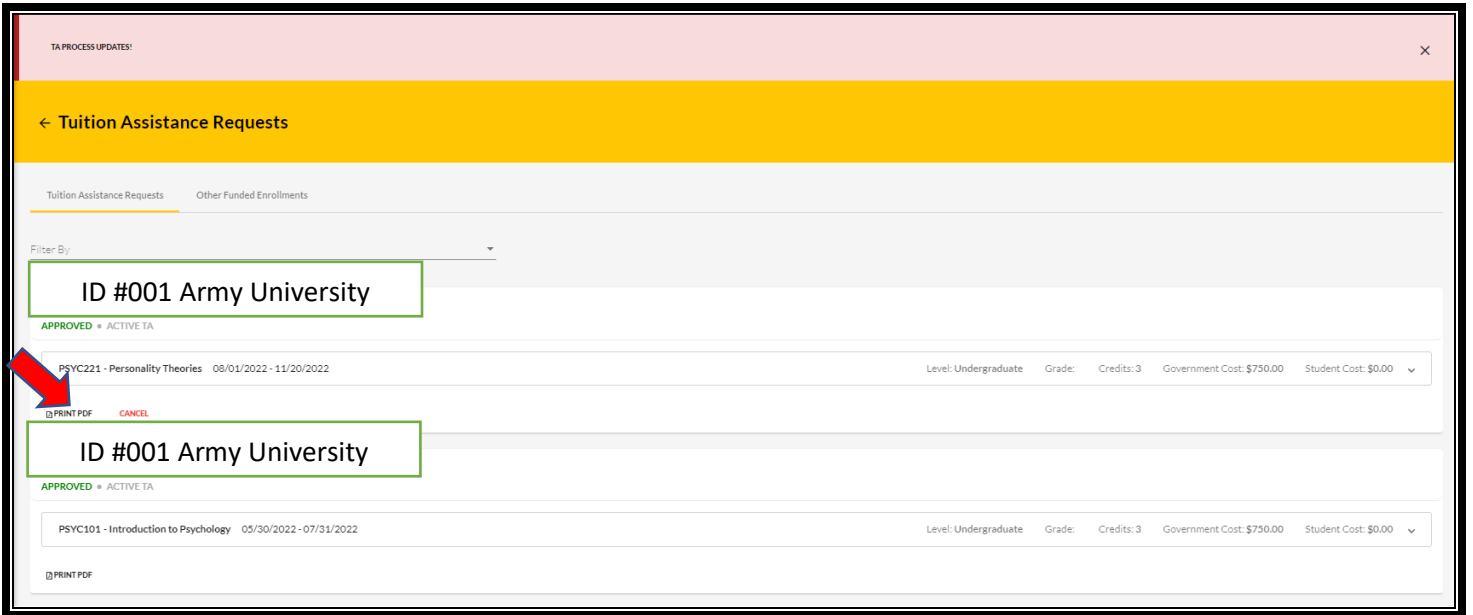 TA PROCESS UPDATES!
Tuition Assistance Requests
Tuition Assistance Requests Other Funded Enrollments
Filter By
ID #001 Army University
APPROVED • ACTIVE TA
PSYC221 - Personality Theories 08/01/2022 - 11/20/2022 Level: Undergraduate Grade: Credits: 3 Government Cost: $750.00 Student Cost: $0.00
PRINT PDF CANCEL
ID #001 Army University
APPROVED • ACTIVE TA
PSYC101 - Introduction to Psychology 05/30/2022 - 07/31/2022 Level: Undergraduate Grade: Credits: 3 Government Cost: $750.00 Student Cost: $0.00
PRINT PDF